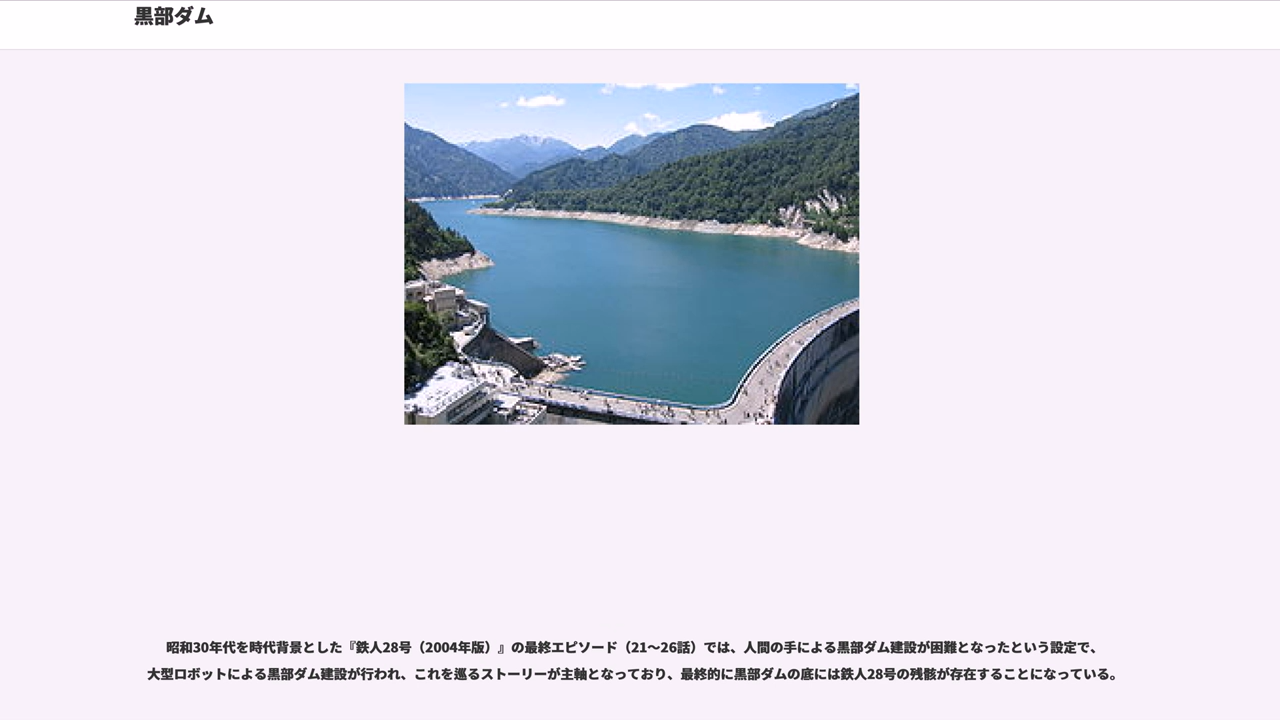 黒部ダム
昭和30年代を時代背景とした『鉄人28号（2004年版）』の最終エピソード（21〜26話）では、人間の手による黒部ダム建設が困難となったという設定で、
大型ロボットによる黒部ダム建設が行われ、これを巡るストーリーが主軸となっており、最終的に黒部ダムの底には鉄人28号の残骸が存在することになっている。